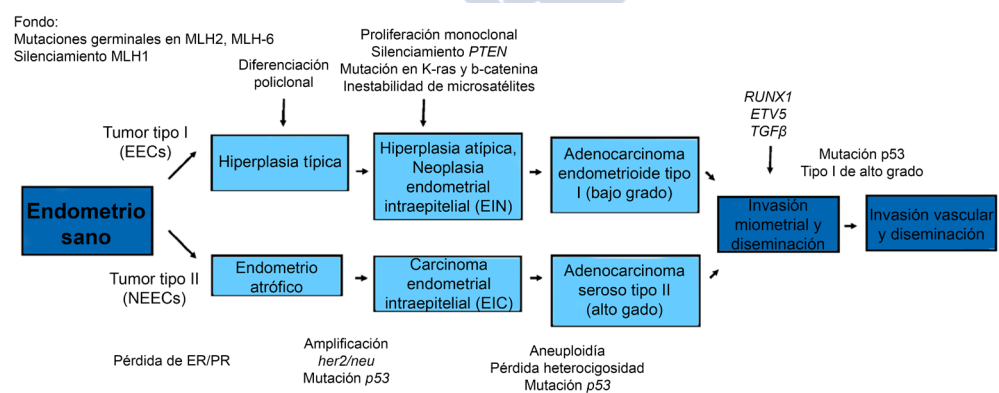 Fondo:
Mutaciones germinales en MLH2, MLH-6
Silenciamiento MLH1
Diferenciación
policlonal
Proliferación monoclonal
Silenciamiento PTEN
Mutación en K-ras y b-catenina
Inestabilidad de microsatélites
RUNX1
ETV5
TGFβ
Mutación p53
Tipo I de alto grado
Tumor tipo I
(EECs)
Hiperplasia típica
Hiperplasia atípica,
Neoplasia
endometrial
intraepitelial (EIN)
Adenocarcinoma
endometrioide tipo
I (bajo grado)
Endometrio
sano
Invasión
miometrial y
diseminación
Invasión vascular
y diseminación
Tumor tipo II
(NEECs)
Endometrio
atrófico
Carcinoma
endometrial
intraepitelial (EIC)
Adenocarcinoma
seroso tipo II
(alto gado)
Pérdida de ER/PR
Amplificación
her2/neu
Mutación p53
Aneuploidía
Pérdida heterocigosidad
Mutación p53